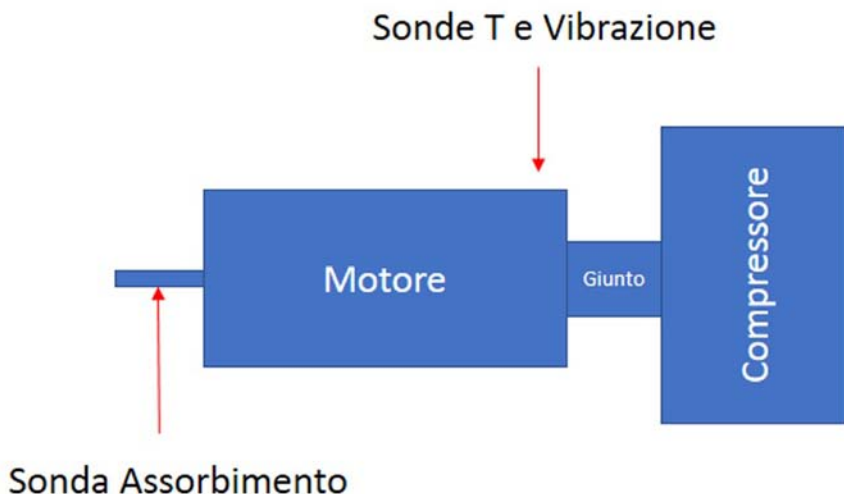 Sonde T e Vibrazione
Motore
Giunto
Compressore
Sonda Assorbimento